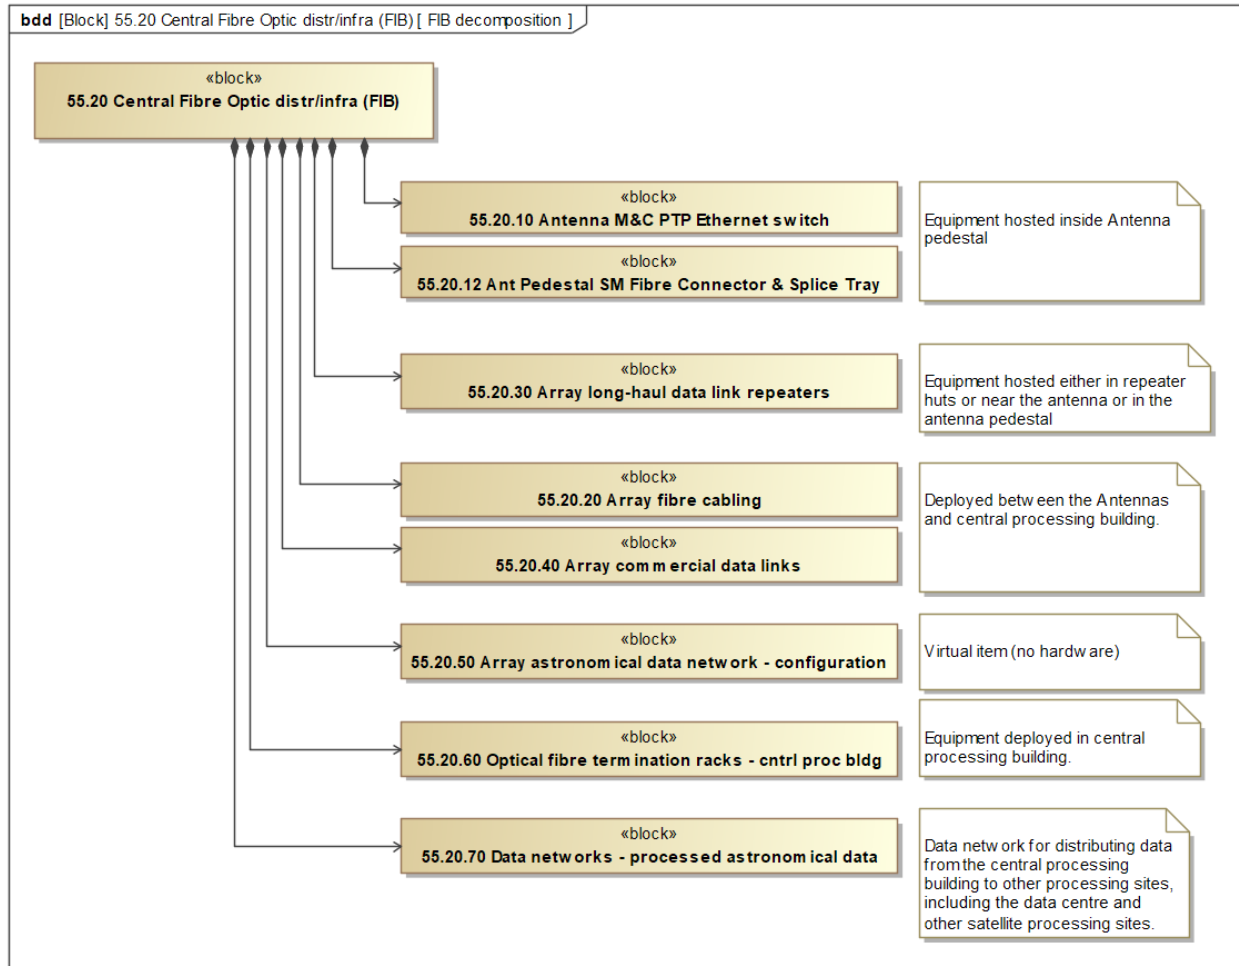 bdd [Block] 55.20 Central Fibre Optic distr/infra (FIB) [ FIB decomposition ]
«block»
55.20 Central Fibre Optic distr/infra (FIB)
«block»
55.20.10 Antenna M&C PTP Ethernet switch
«block»
55.20.12 Ant Pedestal SM Fibre Connector & Splice Tray
Equipment hosted inside Antenna
pedestal
«block»
55.20.30 Array long-haul data link repeaters
Equipment hosted either in repeater
huts or near the antenna or in the
antenna pedestal
«block»
55.20.20 Array fibre cabling
«block»
55.20.40 Array commercial data links
Deployed between the Antennas
and central processing building.
«block»
55.20.50 Array astronomical data network - configuration
Virtual item (no hardware)
«block»
55.20.60 Optical fibre termination racks - cntrl proc bldg
Equipment deployed in central
processing building.
«block»
55.20.70 Data networks - processed astronomical data
Data network for distributing data
from the central processing
building to other processing sites,
including the data centre and
other satellite processing sites.